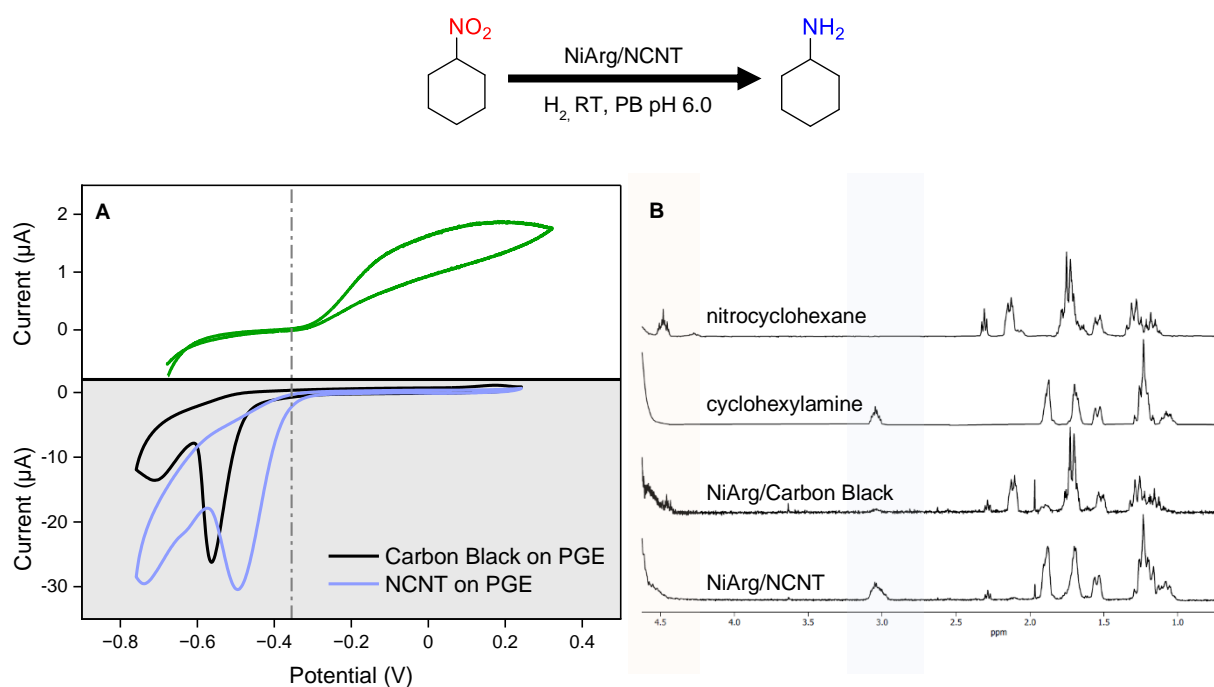 NO₂
NH₂
NiArg/NCNT
H₂, RT, PB pH 6.0
A
Current (µA)
2
1
0
Current (µA)
0
-10
-20
-30
Carbon Black on PGE
NCNT on PGE
−0.8
−0.6
−0.4
−0.2
0
0.2
0.4
Potential (V)
B
nitrocyclohexane
cyclohexylamine
NiArg/Carbon Black
NiArg/NCNT
4.5
4.0
3.5
3.0
2.5
2.0
1.5
1.0
ppm